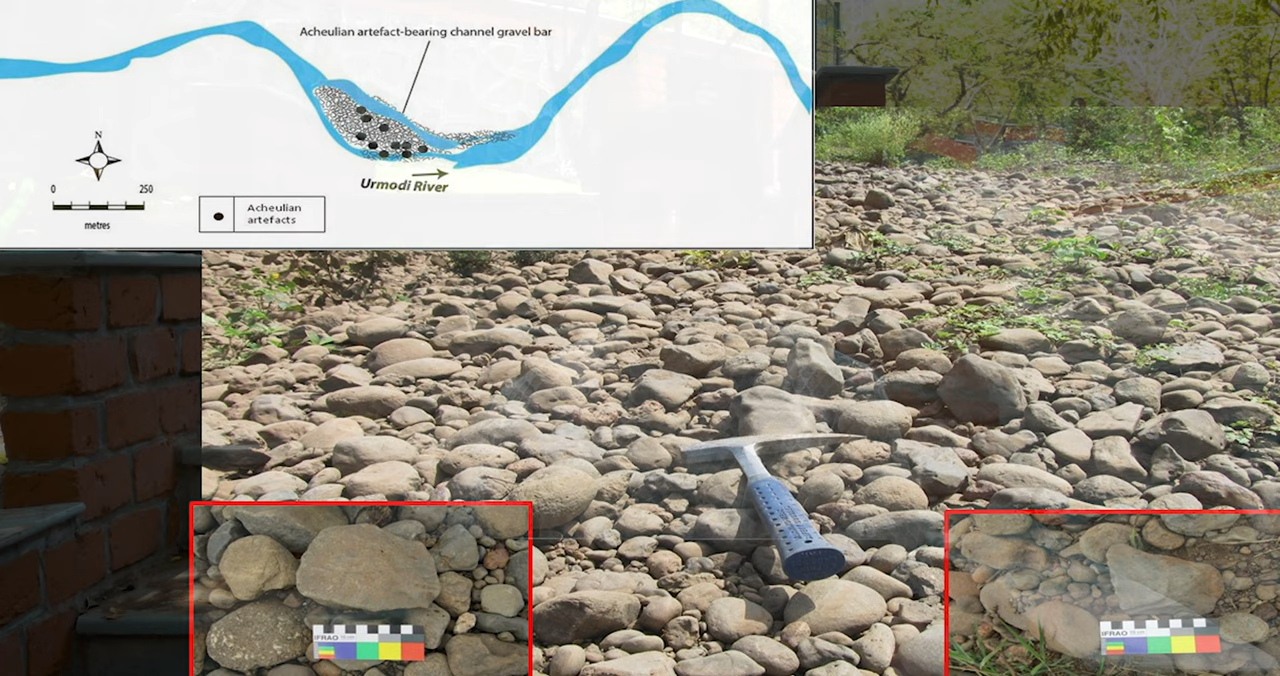 Acheulian artefact-bearing channel gravel bar
N
0 250
metres
Acheulian
artefacts
Urmodi River
IFRAO
IFRAO